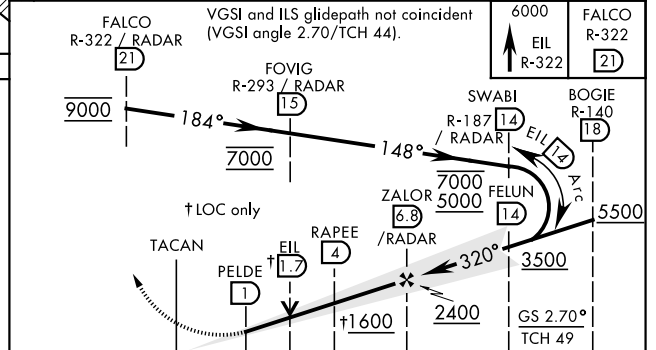 VGSI and ILS glidepath not coincident
(VGSI angle 2.70/TCH 44).
6000
EIL
R-322
FALCO
R-322
21
FALCO
R-322 / RADAR
21
FOVIG
R-293 / RADAR
15
SWABI
R-187
/ RADAR
14
BOGIE
R-140
18
9000
184°
7000
148°
EIL 14 Arc
7000
5000
FELUN
14
5500
† LOC only
TACAN
PELDE
1
† EIL
1.7
RAPEE
4
ZALOR
6.8
/RADAR
320°
3500
†1600
2400
GS 2.70°
TCH 49